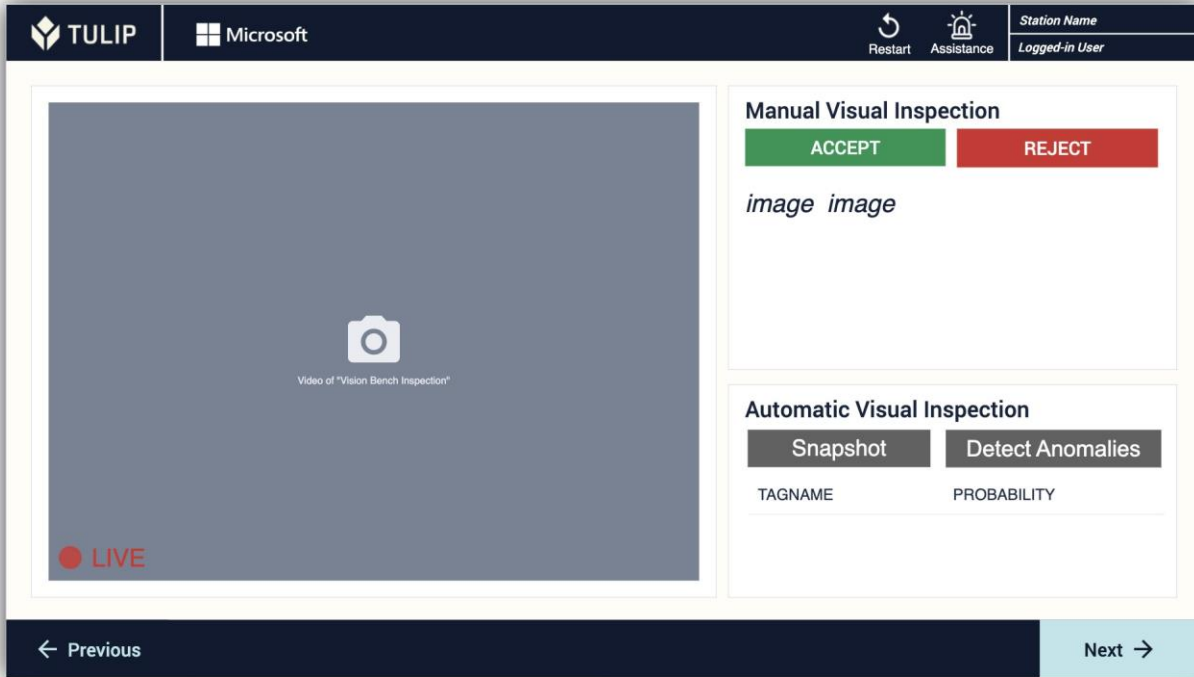 TULIP
Microsoft
Restart
Assistance
Station Name
Logged-in User
Video of "Vision Bench Inspection"
LIVE
Manual Visual Inspection
ACCEPT REJECT
image image
Automatic Visual Inspection
Snapshot Detect Anomalies
TAGNAME PROBABILITY
Previous
Next